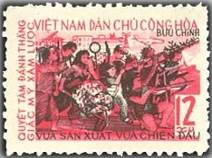 VIỆT NAM DÂN CHỦ CỘNG HÒA
BƯU CHÍNH
QUYẾT TÂM ĐÁNH THẮNG
GIẶC MỸ XÂM LƯỢC
12
XU
VỪA SẢN XUẤT VỪA CHIẾN ĐẤU